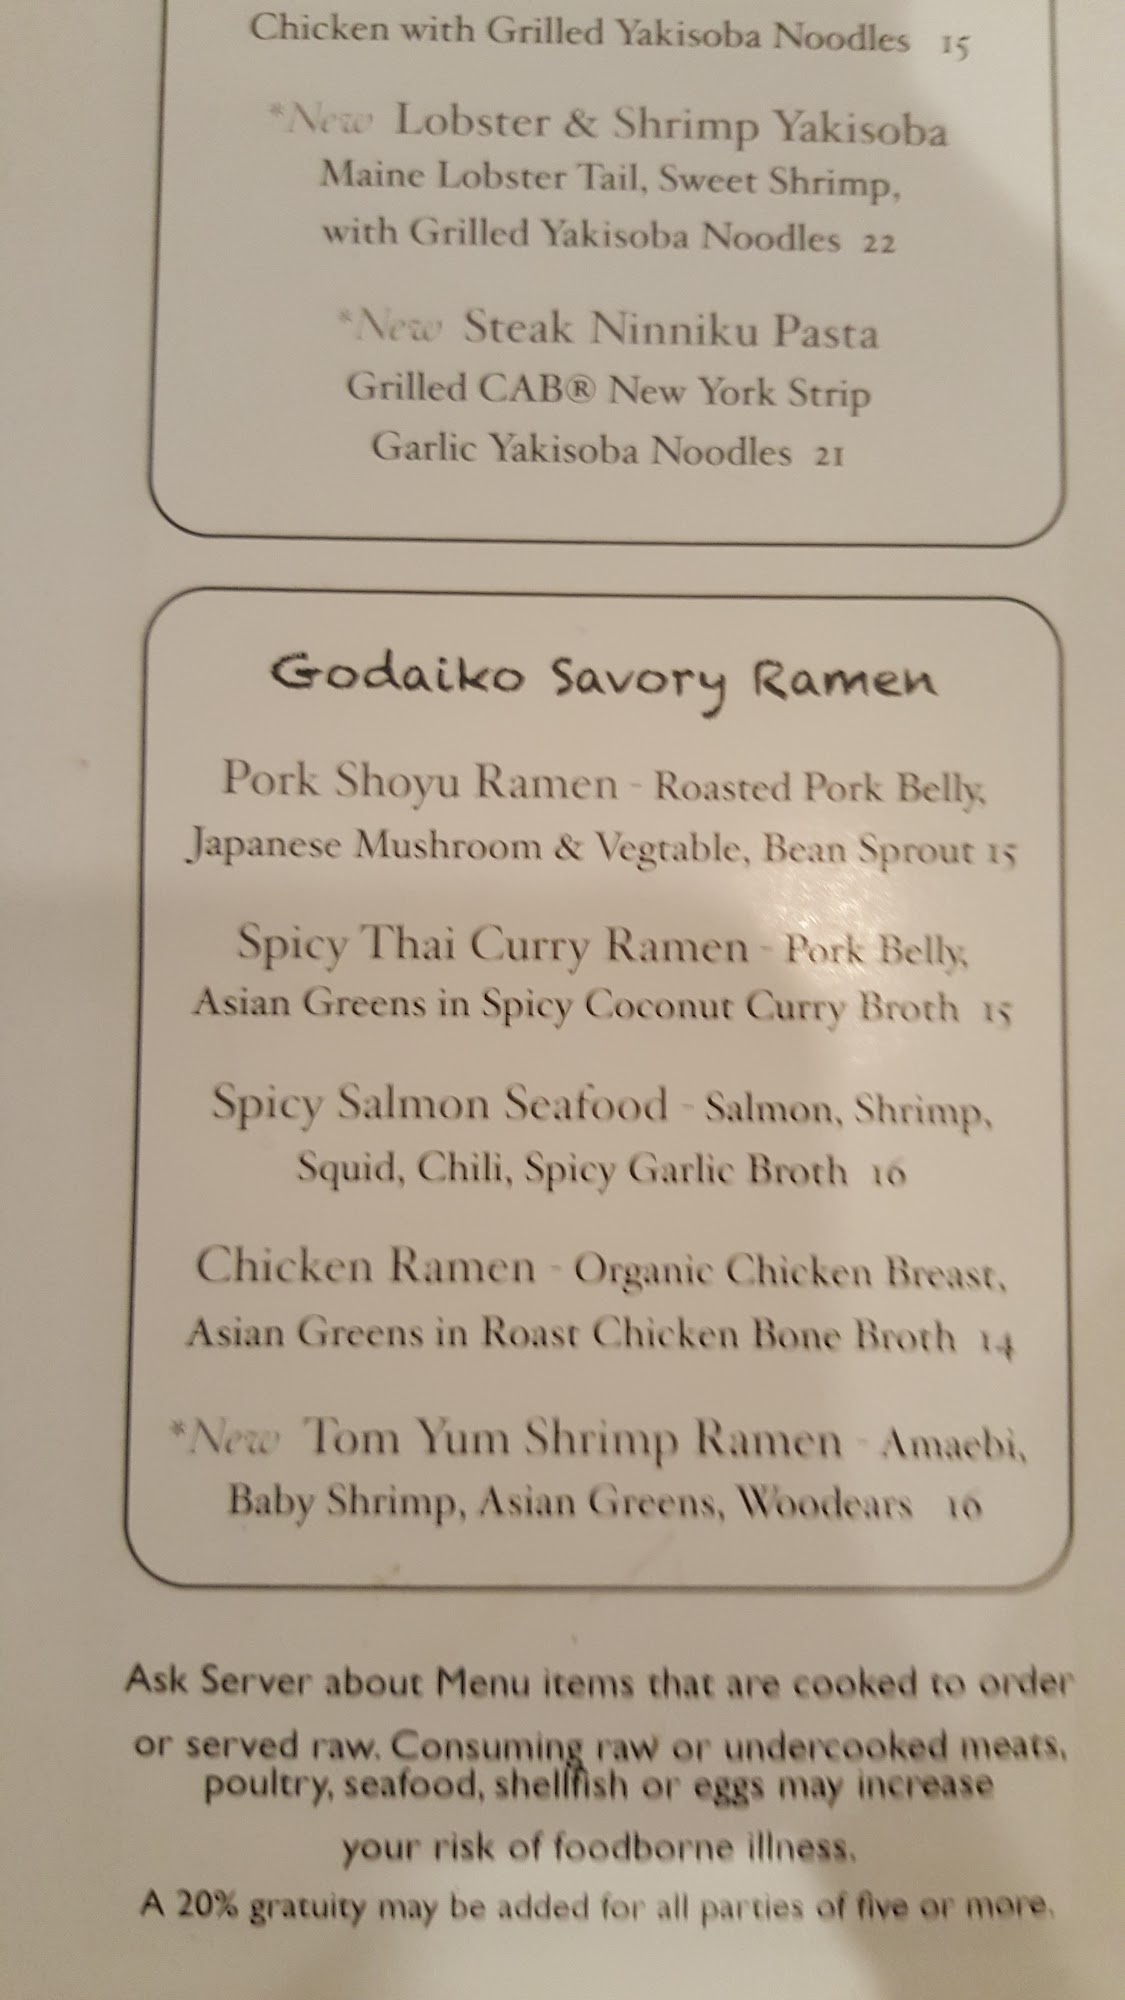 Chicken with Grilled Yakisoba Noodles 15
*New Lobster & Shrimp Yakisoba
Maine Lobster Tail, Sweet Shrimp,
with Grilled Yakisoba Noodles 22
*New Steak Ninniku Pasta
Grilled CAB® New York Strip
Garlic Yakisoba Noodles 21
Godaiko Savory Ramen
Pork Shoyu Ramen - Roasted Pork Belly,
Japanese Mushroom & Vegtable, Bean Sprout 15
Spicy Thai Curry Ramen - Pork Belly,
Asian Greens in Spicy Coconut Curry Broth 15
Spicy Salmon Seafood - Salmon, Shrimp,
Squid, Chili, Spicy Garlic Broth 16
Chicken Ramen - Organic Chicken Breast,
Asian Greens in Roast Chicken Bone Broth 14
*New Tom Yum Shrimp Ramen - Amaebi,
Baby Shrimp, Asian Greens, Woodears 16
Ask Server about Menu items that are cooked to order
or served raw. Consuming raw or undercooked meats,
poultry, seafood, shellfish or eggs may increase
your risk of foodborne illness.
A 20% gratuity may be added for all parties of five or more.